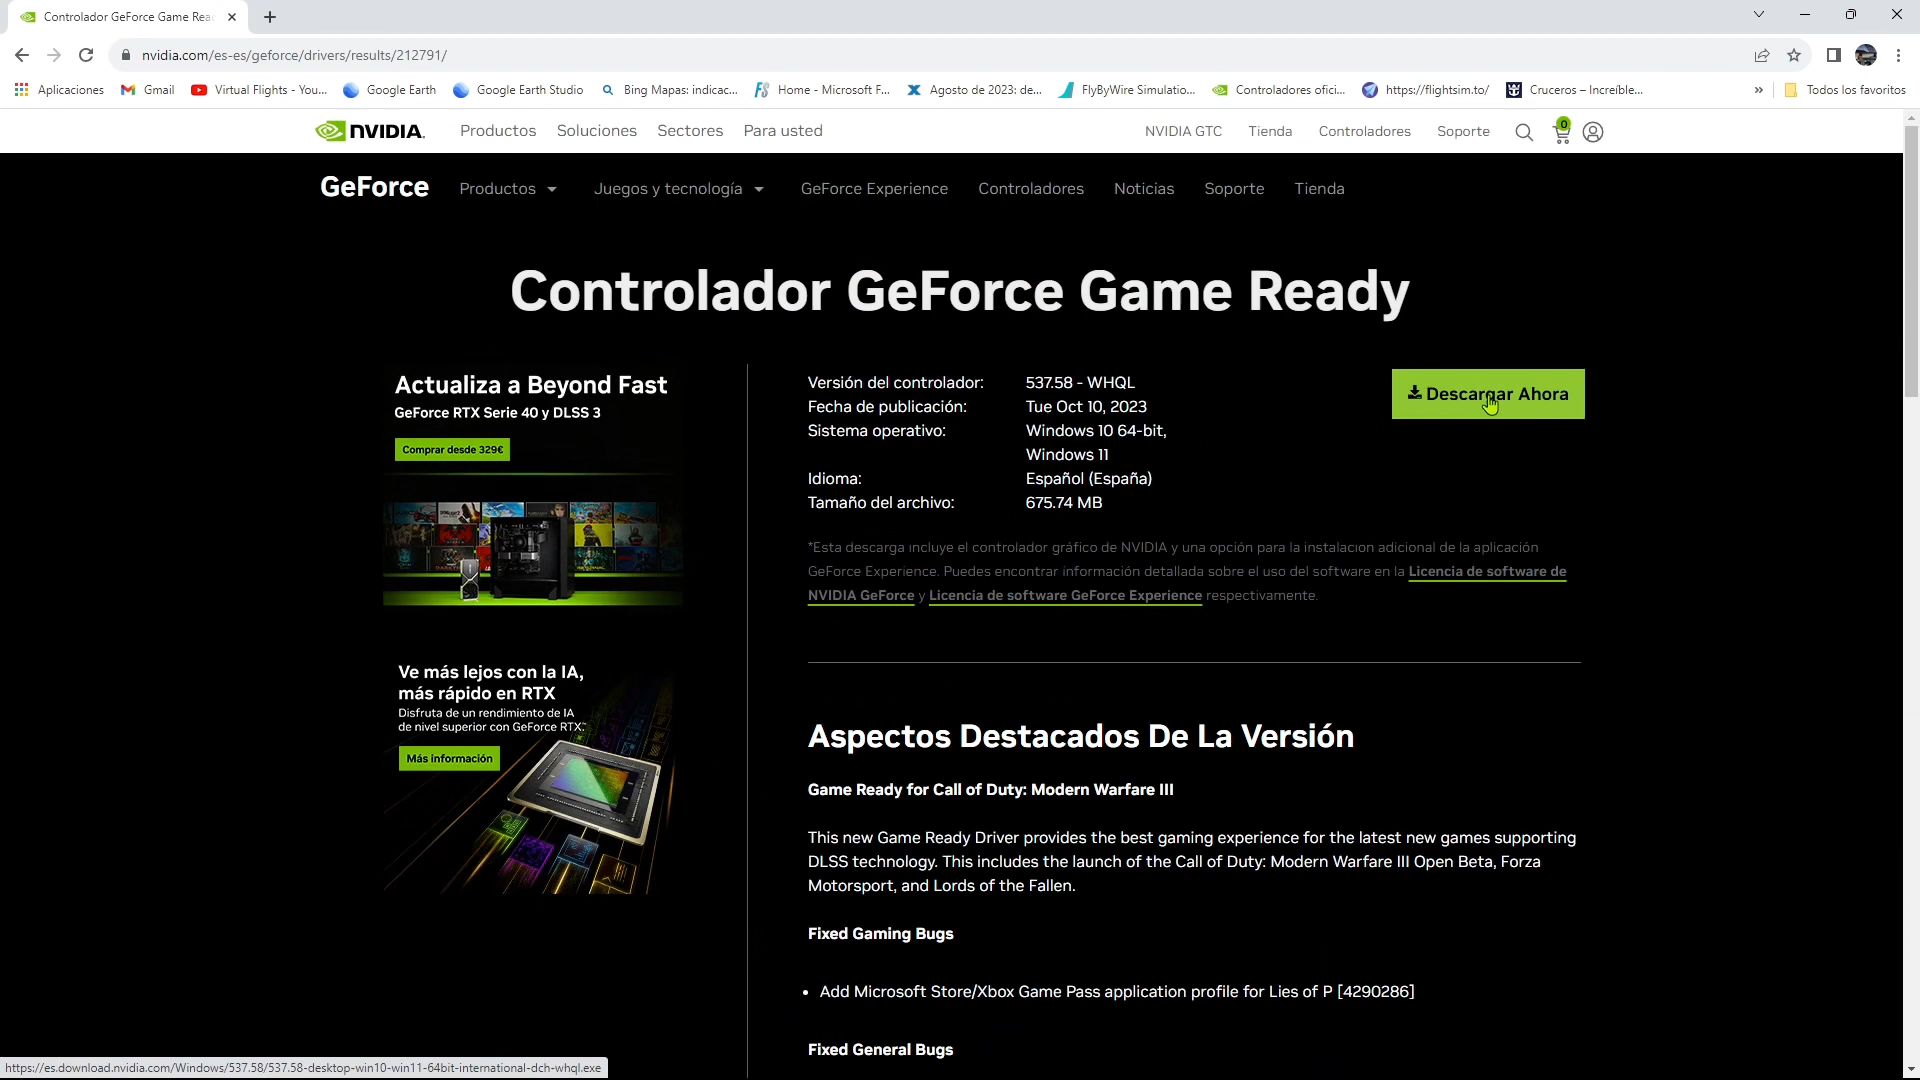 Controlador GeForce Game Rea
nvidia.com/es-es/geforce/drivers/results/212791/
Aplicaciones
Gmail
Virtual Flights - You...
Google Earth
Google Earth Studio
Bing Mapas: indicac...
Home - Microsoft F...
Agosto de 2023: de...
FlyByWire Simulatio...
Controladores ofici...
https://flightsim.to/
Cruceros – Increíble...
»
Todos los favoritos
NVIDIA.
Productos
Soluciones
Sectores
Para usted
NVIDIA GTC
Tienda
Controladores
Soporte
0
GeForce
Productos
Juegos y tecnología
GeForce Experience
Controladores
Noticias
Soporte
Tienda
Controlador GeForce Game Ready
Actualiza a Beyond Fast
GeForce RTX Serie 40 y DLSS 3
Comprar desde 329€
Ve más lejos con la IA,
más rápido en RTX
Disfruta de un rendimiento de IA
de nivel superior con GeForce RTX.
Más información
Versión del controlador: 537.58 - WHQL
Fecha de publicación: Tue Oct 10, 2023
Sistema operativo: Windows 10 64-bit,
Windows 11
Idioma: Español (España)
Tamaño del archivo: 675.74 MB
Descargar Ahora
*Esta descarga incluye el controlador gráfico de NVIDIA y una opción para la instalación adicional de la aplicación
GeForce Experience. Puedes encontrar información detallada sobre el uso del software en la Licencia de software de
NVIDIA GeForce y Licencia de software GeForce Experience respectivamente.
Aspectos Destacados De La Versión
Game Ready for Call of Duty: Modern Warfare III
This new Game Ready Driver provides the best gaming experience for the latest new games supporting
DLSS technology. This includes the launch of the Call of Duty: Modern Warfare III Open Beta, Forza
Motorsport, and Lords of the Fallen.
Fixed Gaming Bugs
• Add Microsoft Store/Xbox Game Pass application profile for Lies of P [4290286]
Fixed General Bugs
https://es.download.nvidia.com/Windows/537.58/537.58-desktop-win10-win11-64bit-international-dch-whql.exe